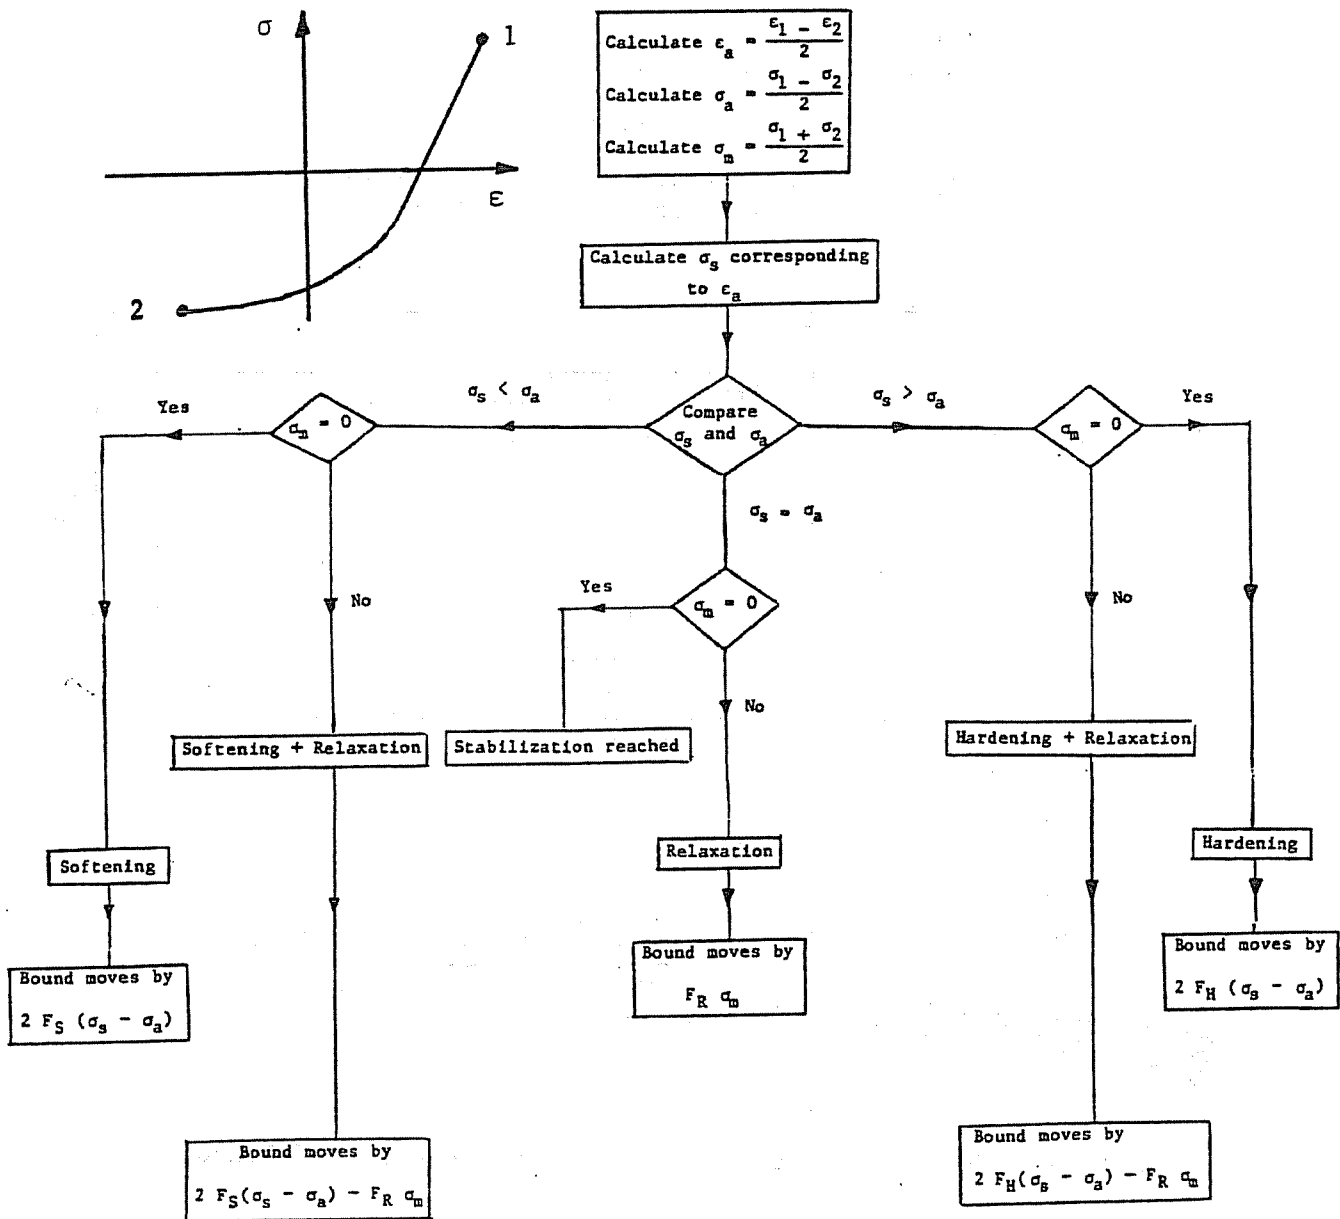 σ
1
ε
2
Calculate ε_a = (ε_1 - ε_2)/2
Calculate σ_a = (σ_1 - σ_2)/2
Calculate σ_m = (σ_1 + σ_2)/2
Calculate σ_s corresponding
to ε_a
Compare
σ_s and σ_a
σ_s < σ_a
σ_m = 0
Yes
No
σ_s > σ_a
σ_m = 0
Yes
No
σ_s = σ_a
σ_m = 0
Yes
No
Softening + Relaxation
Stabilization reached
Hardening + Relaxation
Softening
Relaxation
Hardening
Bound moves by
2 F_S (σ_s - σ_a)
Bound moves by
F_R σ_m
Bound moves by
2 F_H (σ_s - σ_a)
Bound moves by
2 F_S(σ_s - σ_a) - F_R σ_m
Bound moves by
2 F_H(σ_s - σ_a) - F_R σ_m